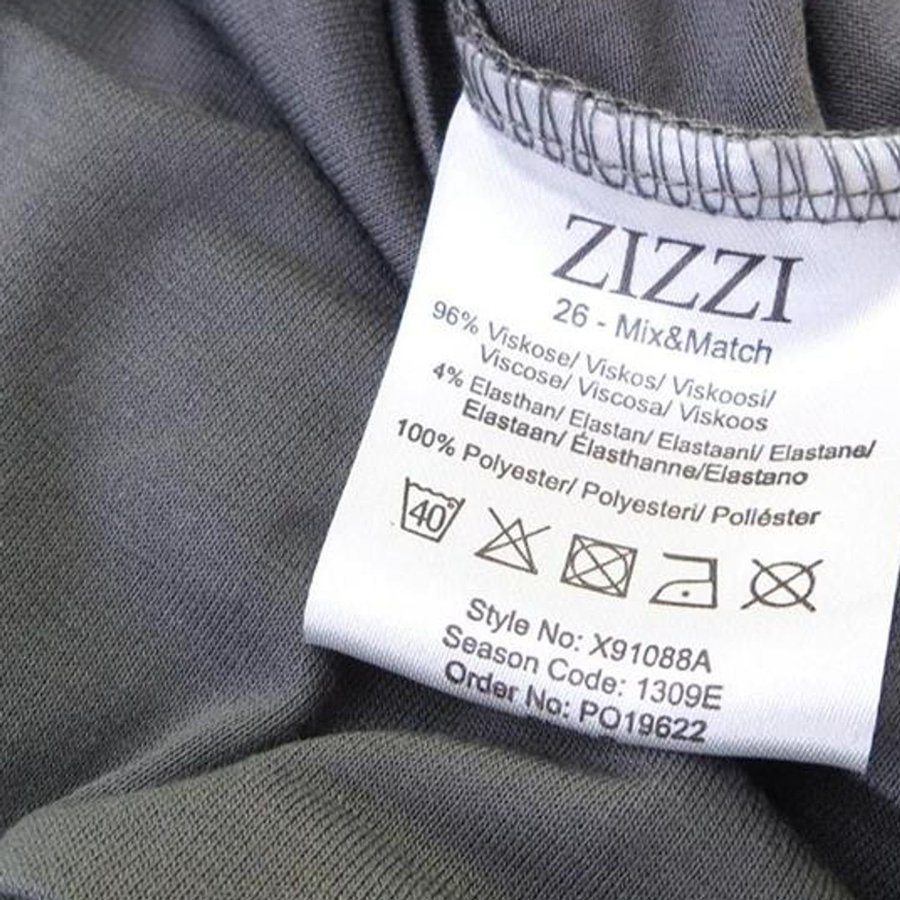 ZIZZI
26 - Mix&Match
96% Viskose/ Viskos/ Viskoosi/
Viscose/ Viscosa/ Viskoos
4% Elasthan/ Elastan/ Elastaani/ Elastane/
Elastaan/ Élasthanne/Elastano
100% Polyester/ Polyesteri/ Poliéster
40°
Style No: X91088A
Season Code: 1309E
Order No: PO19622